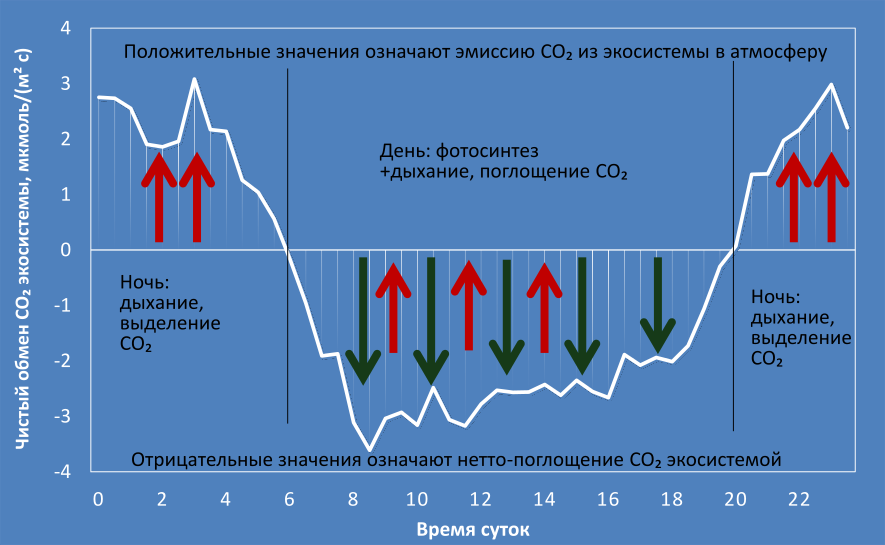 Положительные значения означают эмиссию CO₂ из экосистемы в атмосферу
Чистый обмен CO₂ экосистемы, мкмоль/(м² с)
4
3
2
1
0
-1
-2
-3
-4
День: фотосинтез
+дыхание, поглощение CO₂
Ночь:
дыхание,
выделение
CO₂
Ночь:
дыхание,
выделение
CO₂
Отрицательные значения означают нетто-поглощение CO₂ экосистемой
0 2 4 6 8 10 12 14 16 18 20 22
Время суток